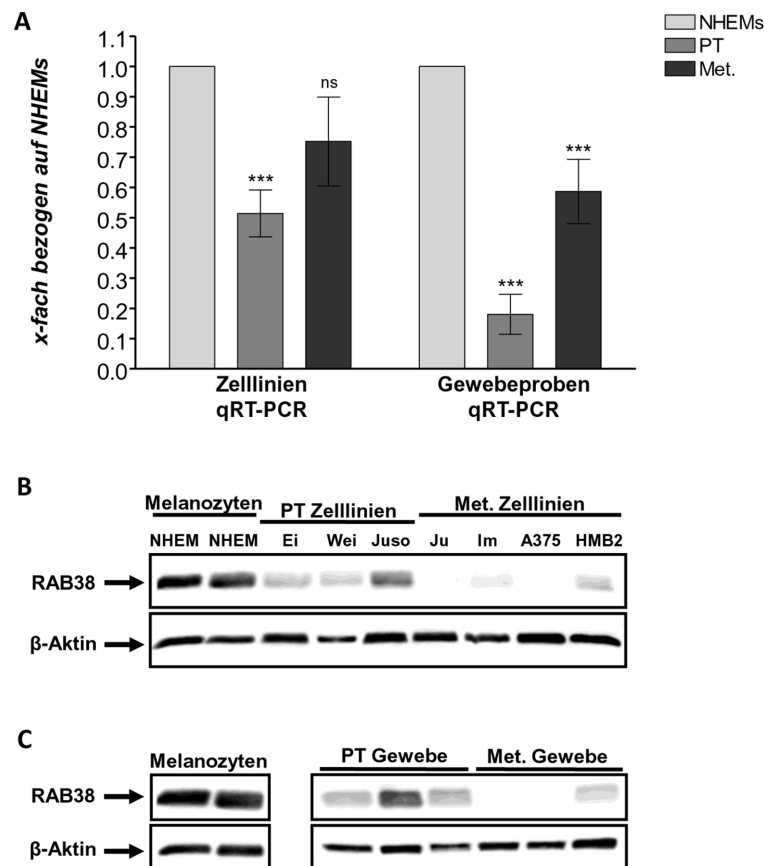 A
NHEMs
PT
Met.
x-fach bezogen auf NHEMs
1.1
1.0
0.9
0.8
0.7
0.6
0.5
0.4
0.3
0.2
0.1
0.0
***
ns
***
***
Zelllinien
qRT-PCR
Gewebeproben
qRT-PCR
B
Melanozyten PT Zelllinien Met. Zelllinien
NHEM NHEM Ei Wei Juso Ju Im A375 HMB2
RAB38
β-Aktin
C
Melanozyten PT Gewebe Met. Gewebe
RAB38
β-Aktin